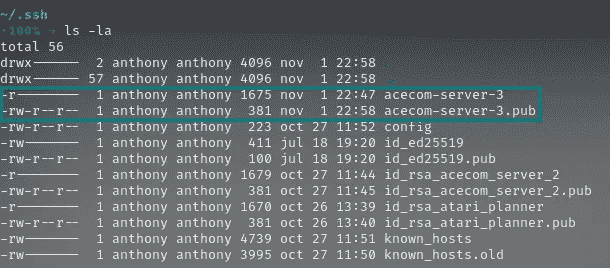 ~/.ssh
·100% → ls -la
total 56
drwx------ 2 anthony anthony 4096 nov 1 22:58 .
drwx------ 57 anthony anthony 4096 nov 1 22:58 ..
-r-------- 1 anthony anthony 1675 nov 1 22:47 acecom-server-3
-rw-r--r-- 1 anthony anthony 381 nov 1 22:58 acecom-server-3.pub
-rw-r--r-- 1 anthony anthony 223 oct 27 11:52 config
-rw------- 1 anthony anthony 411 jul 18 19:20 id_ed25519
-rw-r--r-- 1 anthony anthony 100 jul 18 19:20 id_ed25519.pub
-r-------- 1 anthony anthony 1679 oct 27 11:44 id_rsa_acecom_server_2
-rw-r--r-- 1 anthony anthony 381 oct 27 11:45 id_rsa_acecom_server_2.pub
-r-------- 1 anthony anthony 1670 oct 26 13:39 id_rsa_atari_planner
-rw-r--r-- 1 anthony anthony 381 oct 26 13:40 id_rsa_atari_planner.pub
-rw------- 1 anthony anthony 4739 oct 27 11:51 known_hosts
-rw------- 1 anthony anthony 3995 oct 27 11:50 known_hosts.old